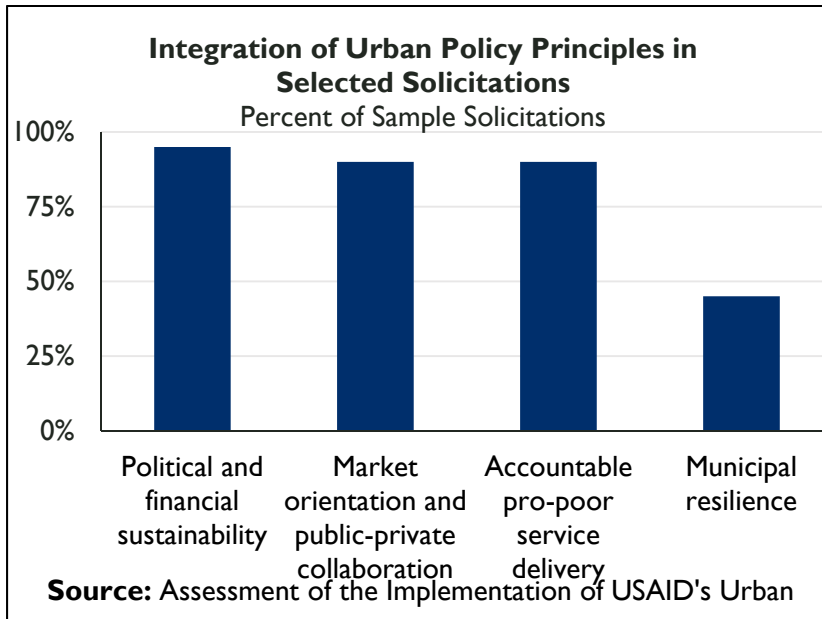 Integration of Urban Policy Principles in
Selected Solicitations
Percent of Sample Solicitations
100%
75%
50%
25%
0%
Political and
financial
sustainability
Market
orientation and
public-private
collaboration
Accountable
pro-poor
service
delivery
Municipal
resilience
Source: Assessment of the Implementation of USAID's Urban